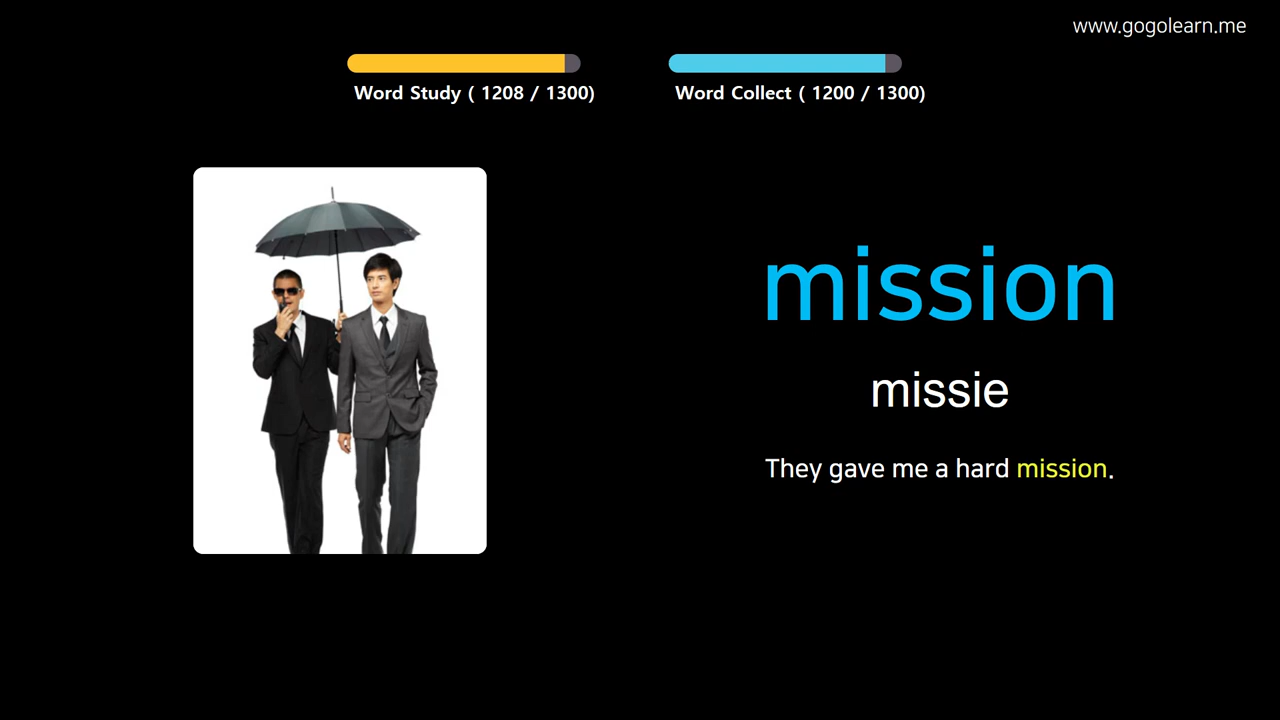 www.gogolearn.me
Word Study ( 1208 / 1300)
Word Collect ( 1200 / 1300)
mission
missie
They gave me a hard mission.